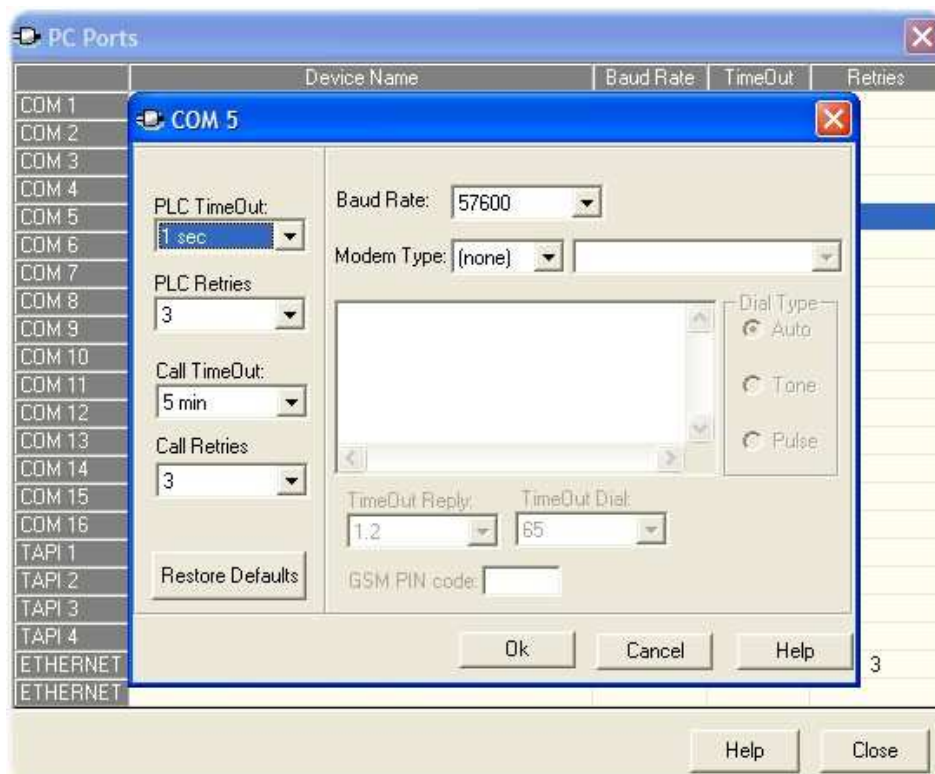 PC Ports
Device Name Baud Rate TimeOut Retries
COM 1
COM 2
COM 3
COM 4
COM 5
COM 6
COM 7
COM 8
COM 9
COM 10
COM 11
COM 12
COM 13
COM 14
COM 15
COM 16
TAPI 1
TAPI 2
TAPI 3
TAPI 4
ETHERNET 3
ETHERNET
COM 5
PLC TimeOut:
1 sec
PLC Retries
3
Call TimeOut:
5 min
Call Retries
3
Restore Defaults
Baud Rate: 57600
Modem Type: (none)
Dial Type
Auto
Tone
Pulse
TimeOut Reply: TimeOut Dial:
1.2 65
GSM PIN code:
Ok Cancel Help
Help Close